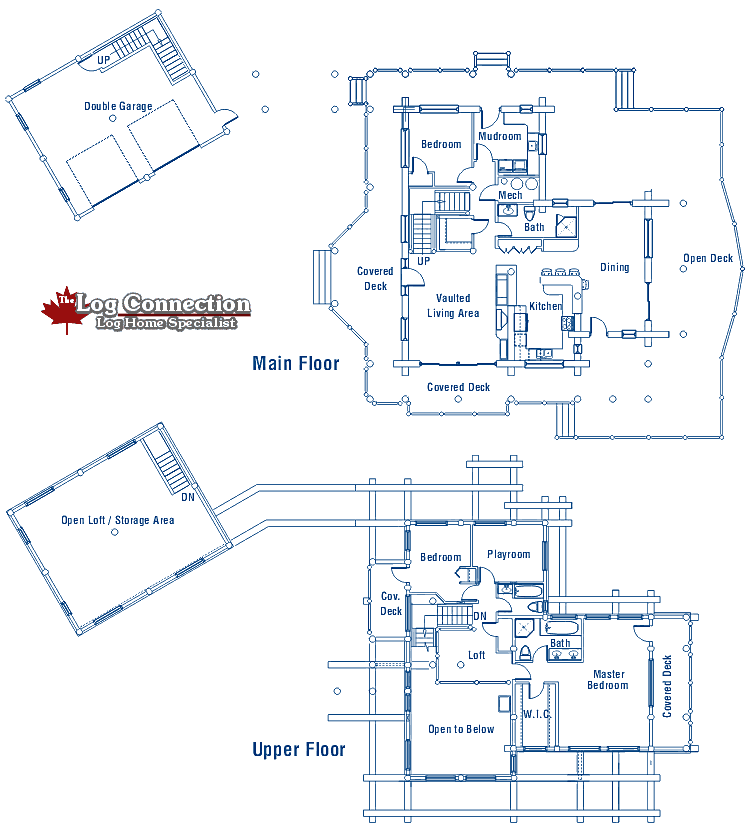 UP
Double Garage
Bedroom
Mudroom
Mech
Bath
UP
Covered
Deck
Vaulted
Living Area
Kitchen
Dining
Open Deck
The Log Connection
Log Home Specialist
Main Floor
Covered Deck
DN
Open Loft / Storage Area
Bedroom
Playroom
Cov.
Deck
DN
Loft
Bath
Master
Bedroom
Covered Deck
W.I.C.
Open to Below
Upper Floor